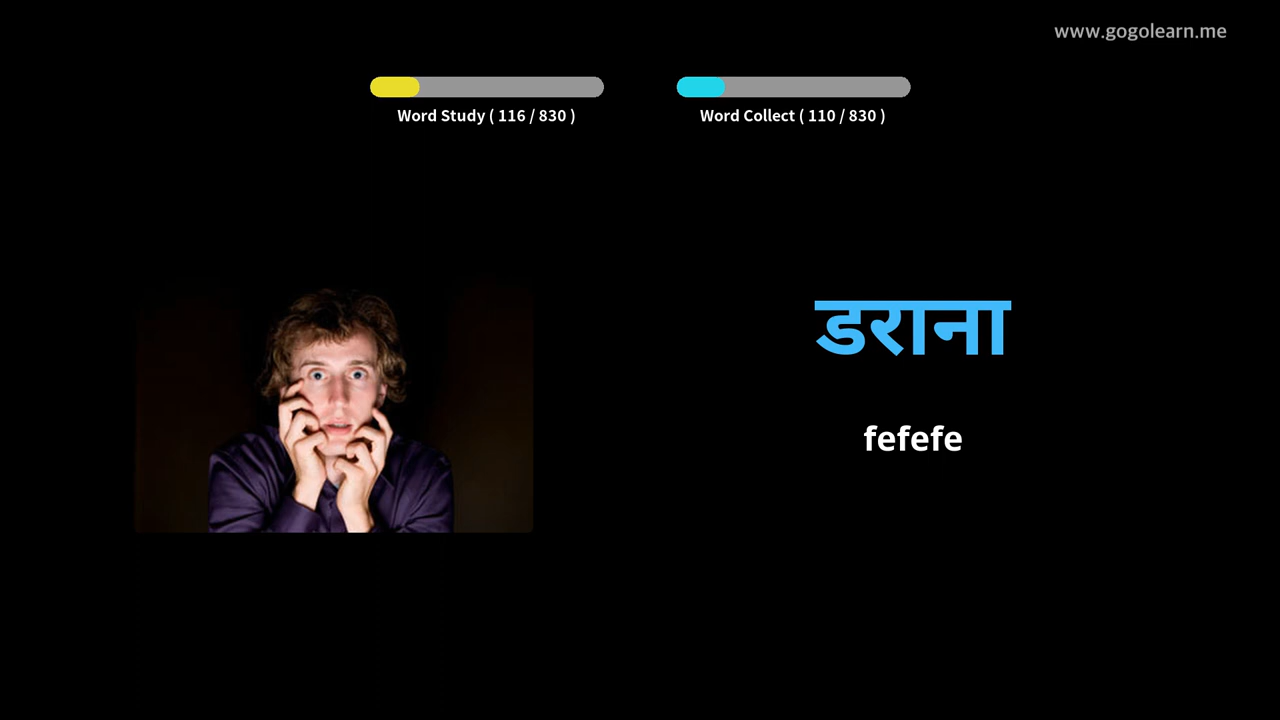 www.gogolearn.me
Word Study ( 116 / 830 )
Word Collect ( 110 / 830 )
डराना
fefefe